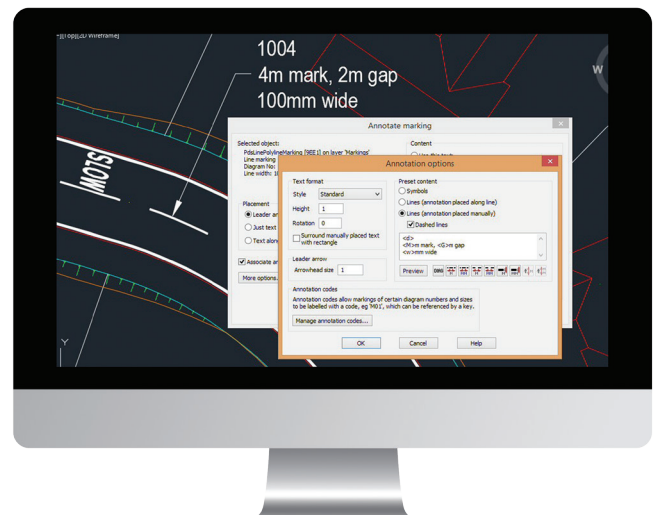 -][Top][2D Wireframe]
1004
4m mark, 2m gap
100mm wide
W
SLOW
Y
Annotate marking
Selected object:
PdsLinePolylineMarking [9EE1] on layer 'Markings'
Line marking
Diagram No:
Line width: 10
Content
Placement
Leader an
Just text
Text along
Associate an
More options.
Annotation options
Text format
Style Standard
Height 1
Rotation 0
Surround manually placed text
with rectangle
Leader arrow
Arrowhead size 1
Preset content
Symbols
Lines (annotation placed along line)
Lines (annotation placed manually)
Dashed lines
<d>
<M>m mark, <G>m gap
<w>mm wide
Preview
Annotation codes
Annotation codes allow markings of certain diagram numbers and sizes
to be labelled with a code, eg 'M01', which can be referenced by a key.
Manage annotation codes...
OK Cancel Help